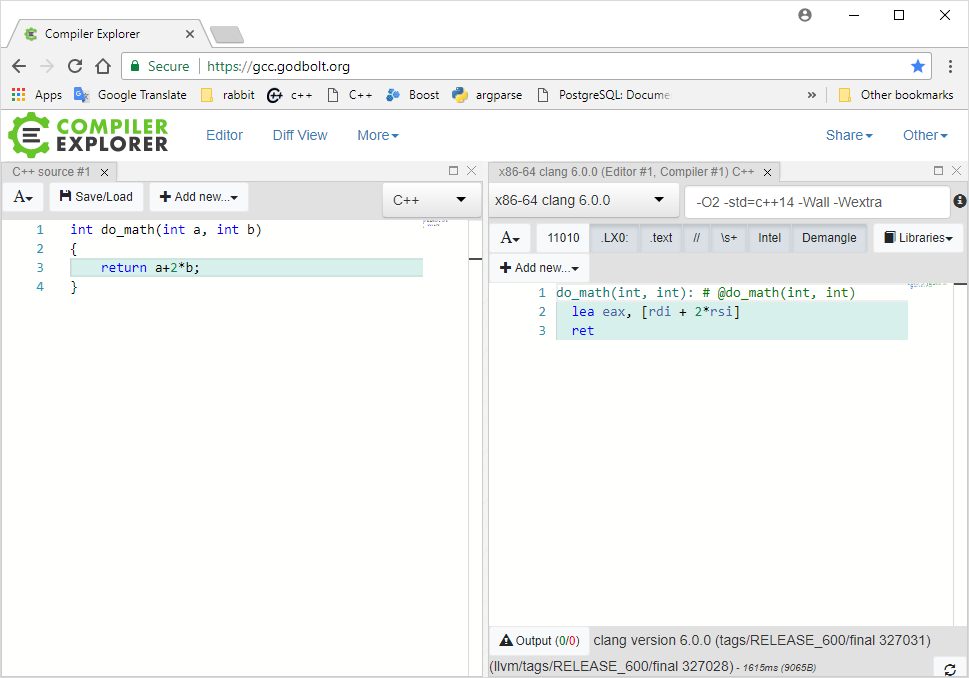 Compiler Explorer
Secure https://gcc.godbolt.org
Apps Google Translate rabbit c++ C++ Boost argparse PostgreSQL: Docume » Other bookmarks
COMPILER
EXPLORER
Editor Diff View More Share Other
C++ source #1 x86-64 clang 6.0.0 (Editor #1, Compiler #1) C++
A Save/Load Add new... C++ x86-64 clang 6.0.0 -O2 -std=c++14 -Wall -Wextra
A 11010 .LX0: .text // \s+ Intel Demangle Libraries
Add new...
1 int do_math(int a, int b)
2 {
3 return a+2*b;
4 }
1 do_math(int, int): # @do_math(int, int)
2 lea eax, [rdi + 2*rsi]
3 ret
Output (0/0) clang version 6.0.0 (tags/RELEASE_600/final 327031)
(llvm/tags/RELEASE_600/final 327028) - 1615ms (9065B)